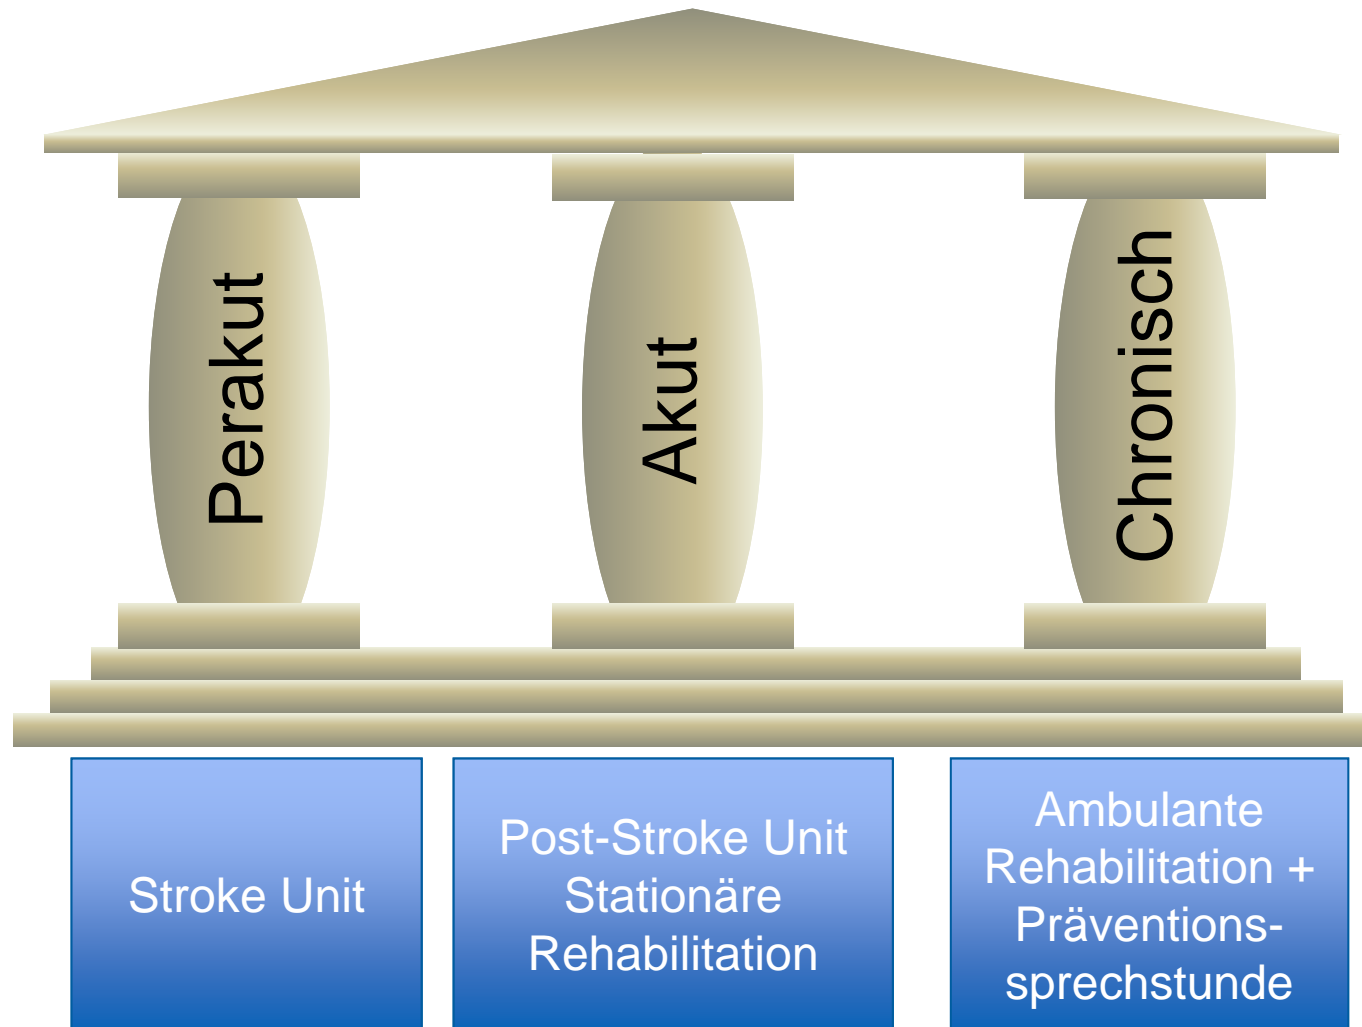 Perakut
Akut
Chronisch
Stroke Unit
Post-Stroke Unit
Stationäre
Rehabilitation
Ambulante
Rehabilitation +
Präventions-
sprechstunde